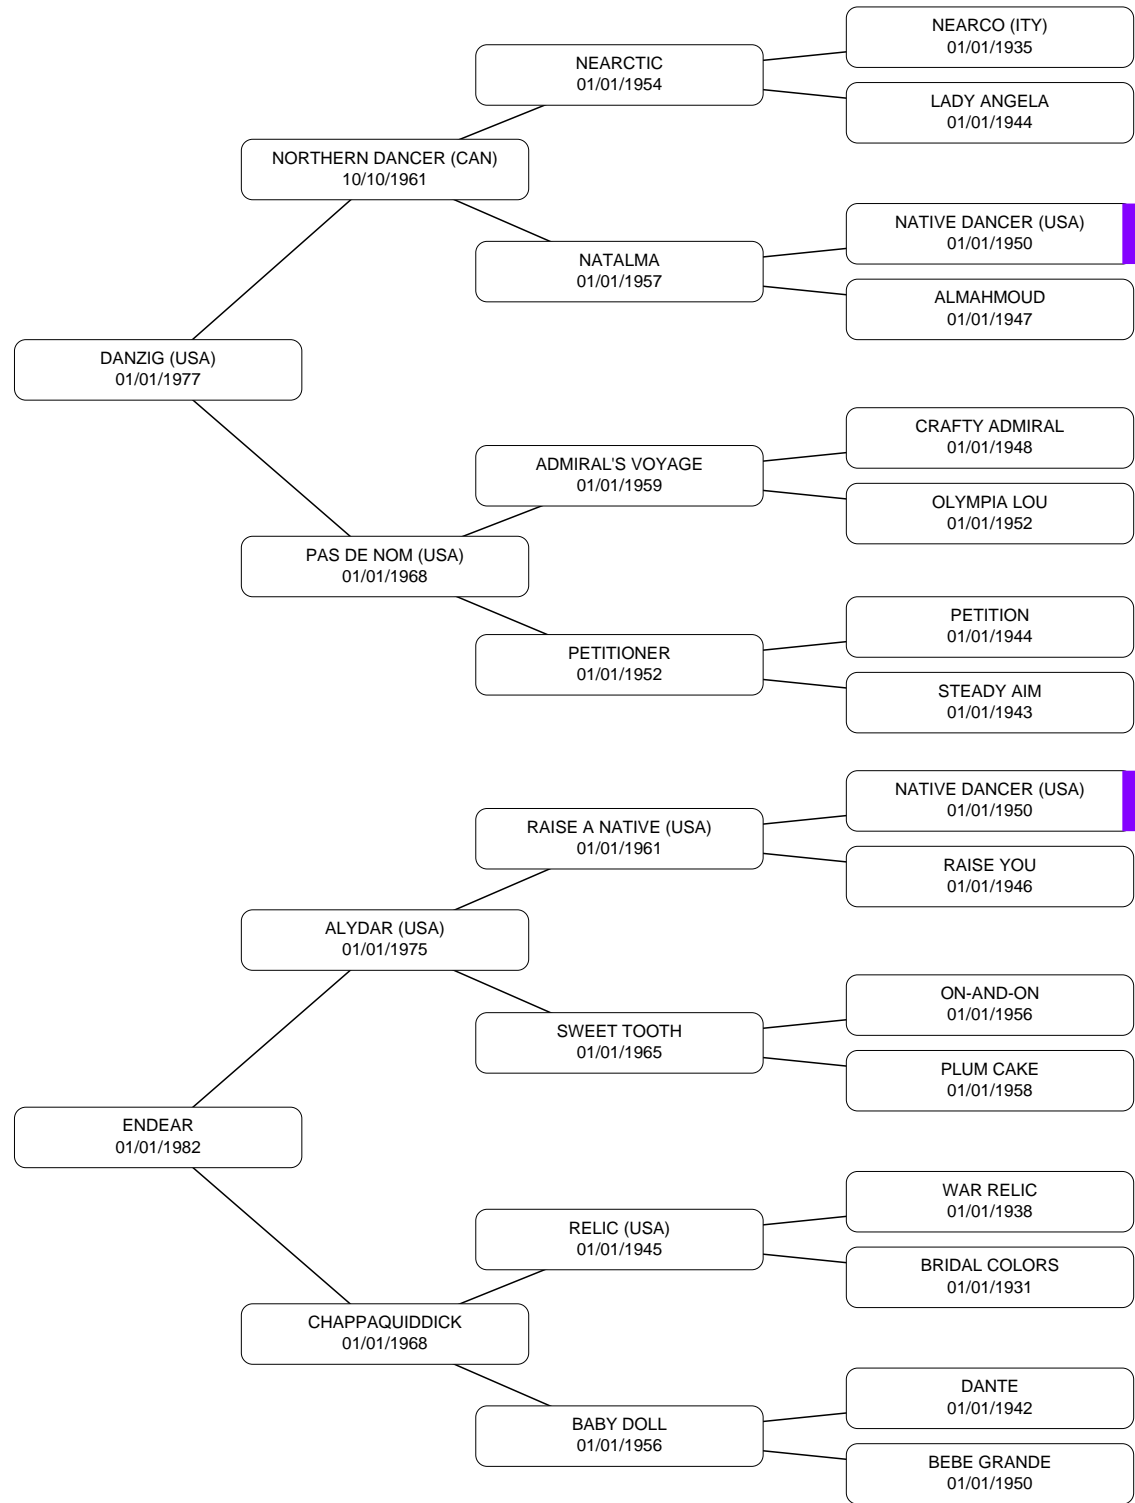 NEARCO (ITY)
01/01/1935
NEARCTIC
01/01/1954
LADY ANGELA
01/01/1944
NORTHERN DANCER (CAN)
10/10/1961
NATIVE DANCER (USA)
01/01/1950
NATALMA
01/01/1957
ALMAHMOUD
01/01/1947
DANZIG (USA)
01/01/1977
CRAFTY ADMIRAL
01/01/1948
ADMIRAL'S VOYAGE
01/01/1959
OLYMPIA LOU
01/01/1952
PAS DE NOM (USA)
01/01/1968
PETITION
01/01/1944
PETITIONER
01/01/1952
STEADY AIM
01/01/1943
NATIVE DANCER (USA)
01/01/1950
RAISE A NATIVE (USA)
01/01/1961
RAISE YOU
01/01/1946
ALYDAR (USA)
01/01/1975
ON-AND-ON
01/01/1956
SWEET TOOTH
01/01/1965
PLUM CAKE
01/01/1958
ENDEAR
01/01/1982
WAR RELIC
01/01/1938
RELIC (USA)
01/01/1945
BRIDAL COLORS
01/01/1931
CHAPPAQUIDDICK
01/01/1968
DANTE
01/01/1942
BABY DOLL
01/01/1956
BEBE GRANDE
01/01/1950